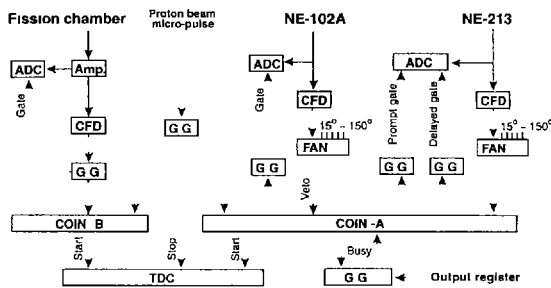 Fission chamber
Proton beam
micro-pulse
NE-102A
NE-213
ADC
Amp.
ADC
ADC
Gate
Gate
Prompt gate
Delayed gate
CFD
CFD
CFD
15° - 150°
15° - 150°
G G
FAN
FAN
G G
G G
G G
G G
Veto
COIN B
COIN -A
Start
Stop
Start
Busy
TDC
G G
Output register